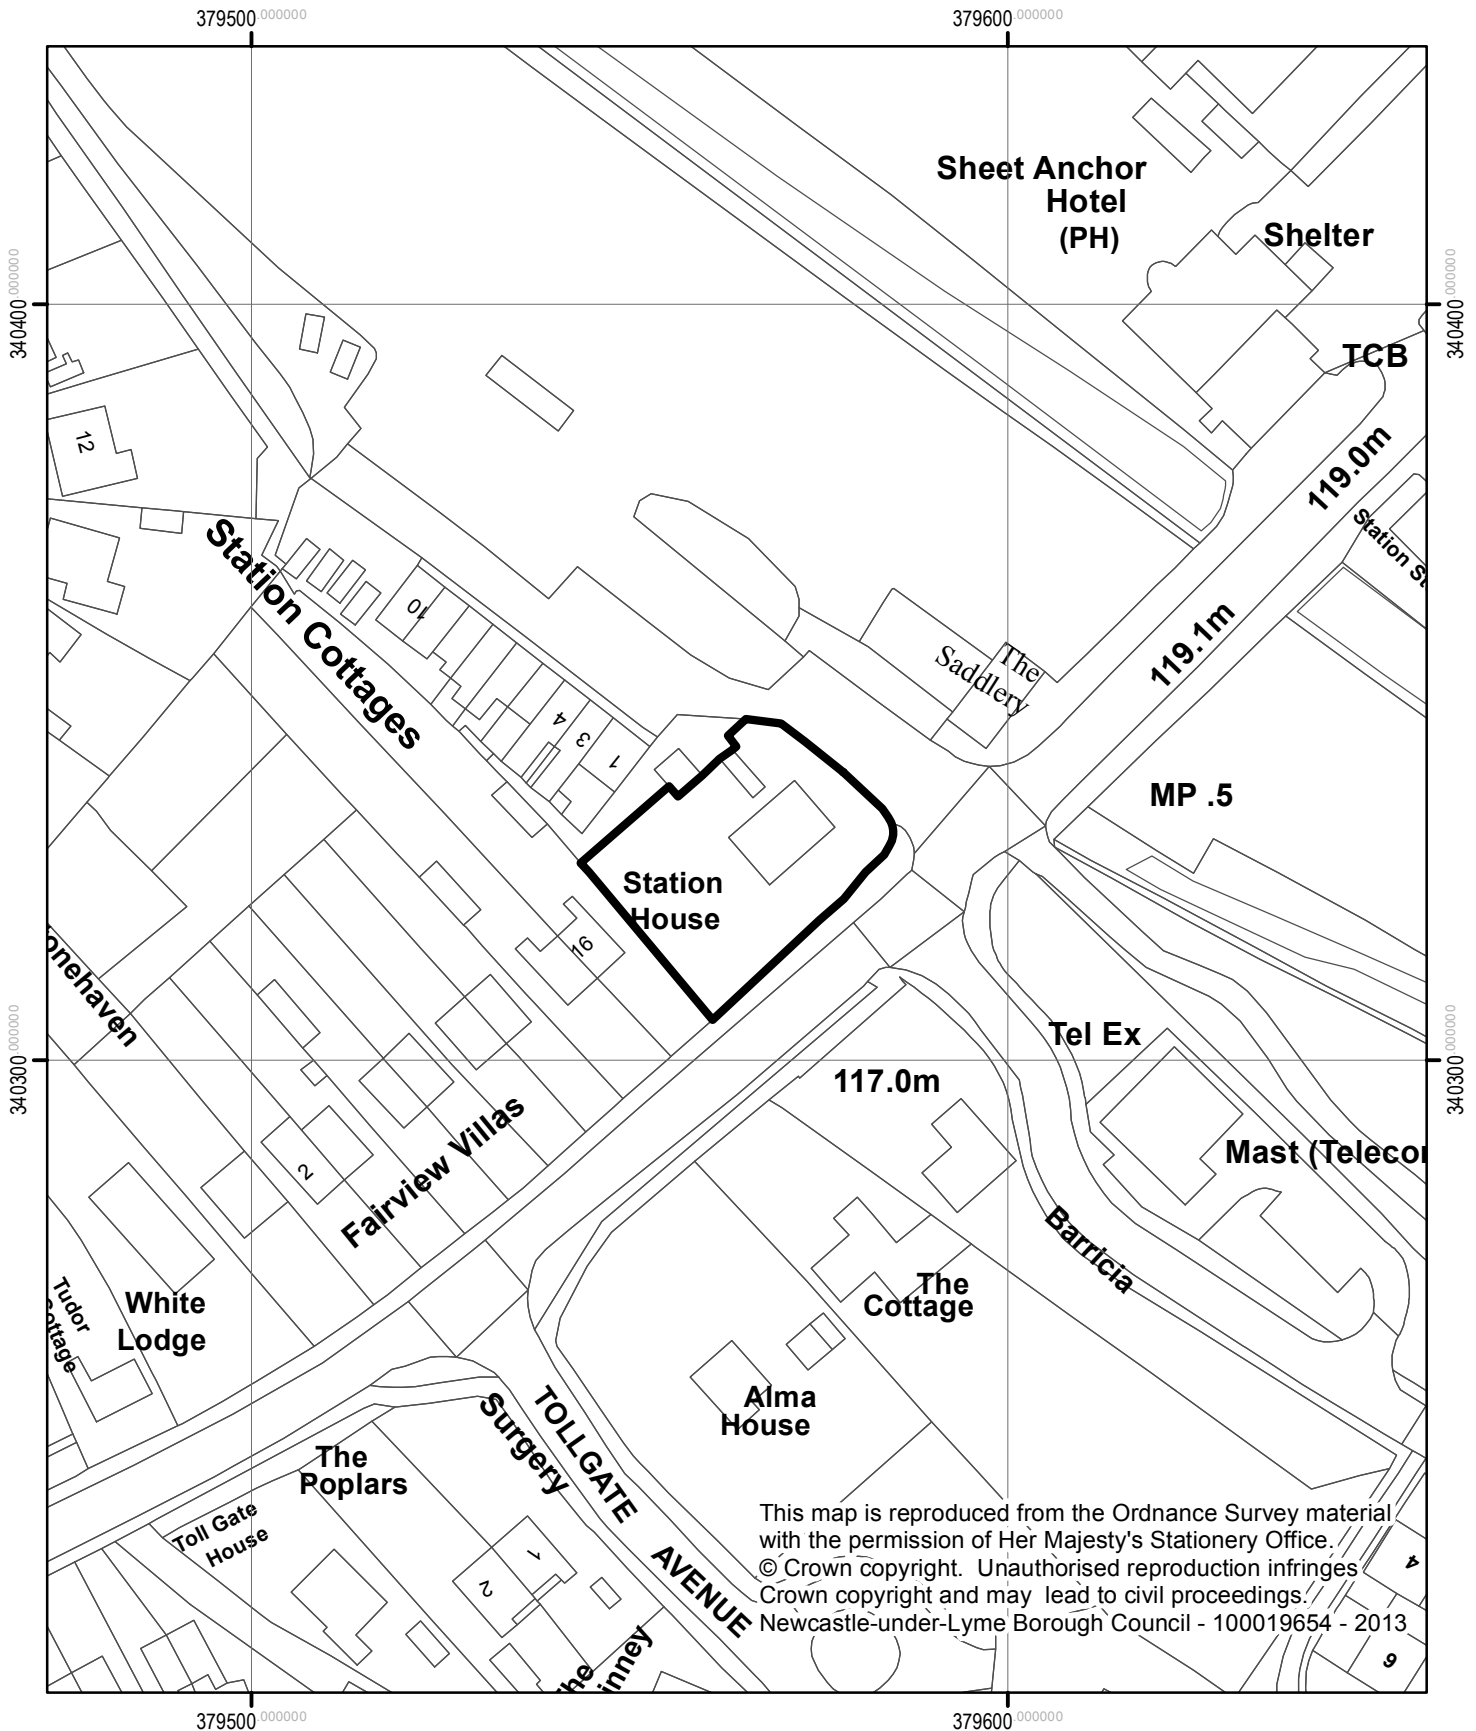 379500.000000
379600.000000
Sheet Anchor
Hotel
(PH)
Shelter
340400.000000
340400.000000
TCB
12
119.0m
Station St
Station Cottages
10
119.1m
The
Saddlery
4
3
1
MP .5
Station
House
16
onehaven
Tel Ex
340300.000000
340300.000000
117.0m
Mast (Telecor
Fairview Villas
2
Barricia
The
Cottage
Tudor
ottage
White
Lodge
Alma
House
TOLLGATE
AVENUE
Surgery
The
Poplars
Toll Gate
House
1
2
he
inney
This map is reproduced from the Ordnance Survey material
with the permission of Her Majesty's Stationery Office.
© Crown copyright.  Unauthorised reproduction infringes
Crown copyright and may  lead to civil proceedings.
Newcastle-under-Lyme Borough Council - 100019654 - 2013
4
6
379500.000000
379600.000000